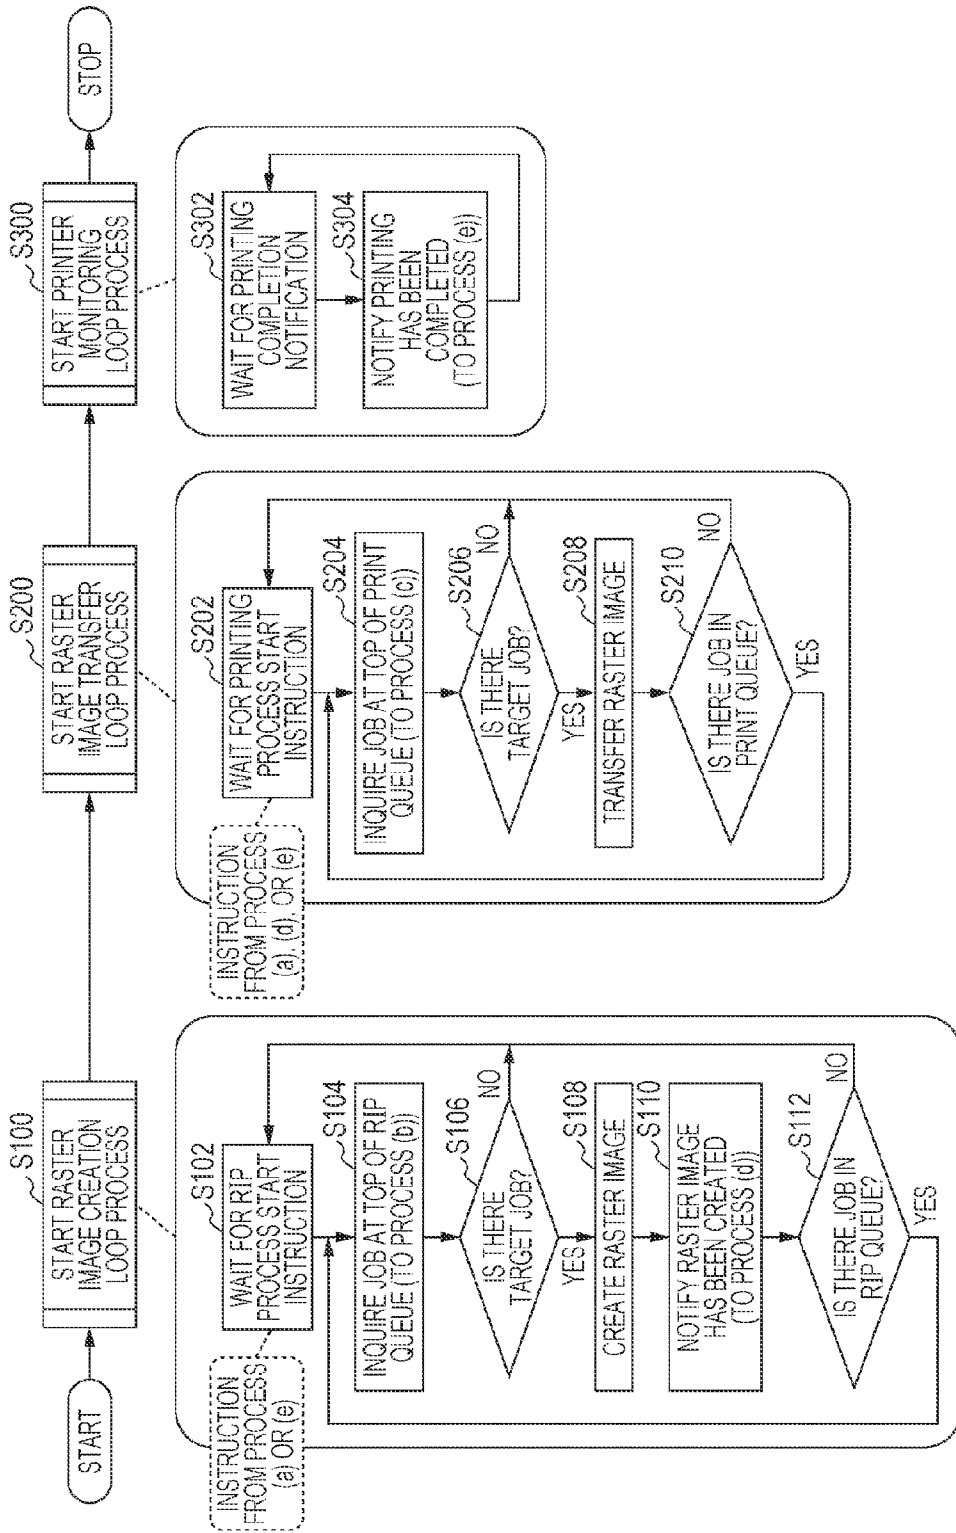 START
S100
START RASTER
IMAGE CREATION
LOOP PROCESS
S200
START RASTER
IMAGE TRANSFER
LOOP PROCESS
S300
START PRINTER
MONITORING
LOOP PROCESS
STOP
INSTRUCTION
FROM PROCESS
(a) OR (e)
S102
WAIT FOR RIP
PROCESS START
INSTRUCTION
S104
INQUIRE JOB AT TOP OF RIP
QUEUE (TO PROCESS (b))
S106
IS THERE
TARGET JOB?
NO
YES
S108
CREATE RASTER IMAGE
S110
NOTIFY RASTER IMAGE
HAS BEEN CREATED
(TO PROCESS (d))
S112
IS THERE JOB IN
RIP QUEUE?
NO
YES
INSTRUCTION
FROM PROCESS
(a), (d), OR (e)
S202
WAIT FOR PRINTING
PROCESS START
INSTRUCTION
S204
INQUIRE JOB AT TOP OF PRINT
QUEUE (TO PROCESS (c))
S206
IS THERE
TARGET JOB?
NO
YES
S208
TRANSFER RASTER IMAGE
S210
IS THERE JOB IN
PRINT QUEUE?
NO
YES
S302
WAIT FOR PRINTING
COMPLETION
NOTIFICATION
S304
NOTIFY PRINTING
HAS BEEN
COMPLETED
(TO PROCESS (e))